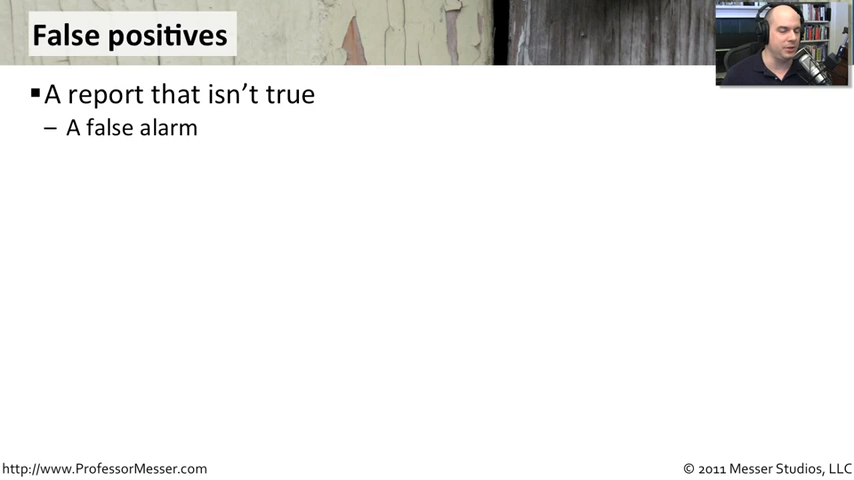 False positives
▪A report that isn't true
– A false alarm
http://www.ProfessorMesser.com
© 2011 Messer Studios, LLC